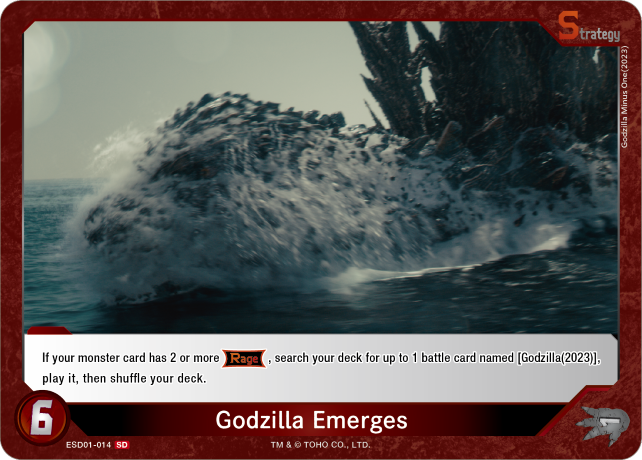 Strategy
Godzilla Minus One(2023)
If your monster card has 2 or more Rage, search your deck for up to 1 battle card named [Godzilla(2023)],
play it, then shuffle your deck.
6
Godzilla Emerges
ESD01-014 SD
TM & © TOHO CO., LTD.